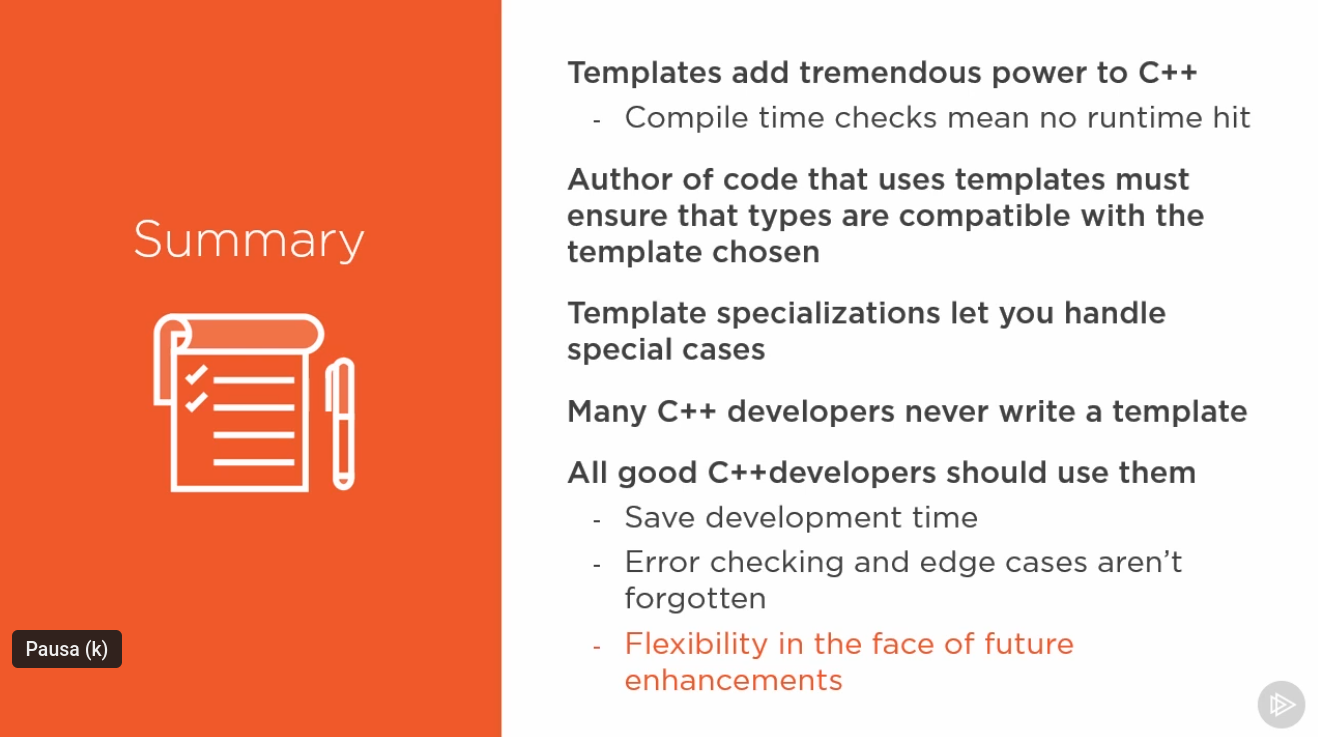 Summary
Templates add tremendous power to C++
- Compile time checks mean no runtime hit
Author of code that uses templates must
ensure that types are compatible with the
template chosen
Template specializations let you handle
special cases
Many C++ developers never write a template
All good C++developers should use them
- Save development time
- Error checking and edge cases aren’t
forgotten
- Flexibility in the face of future
enhancements
Pausa (k)